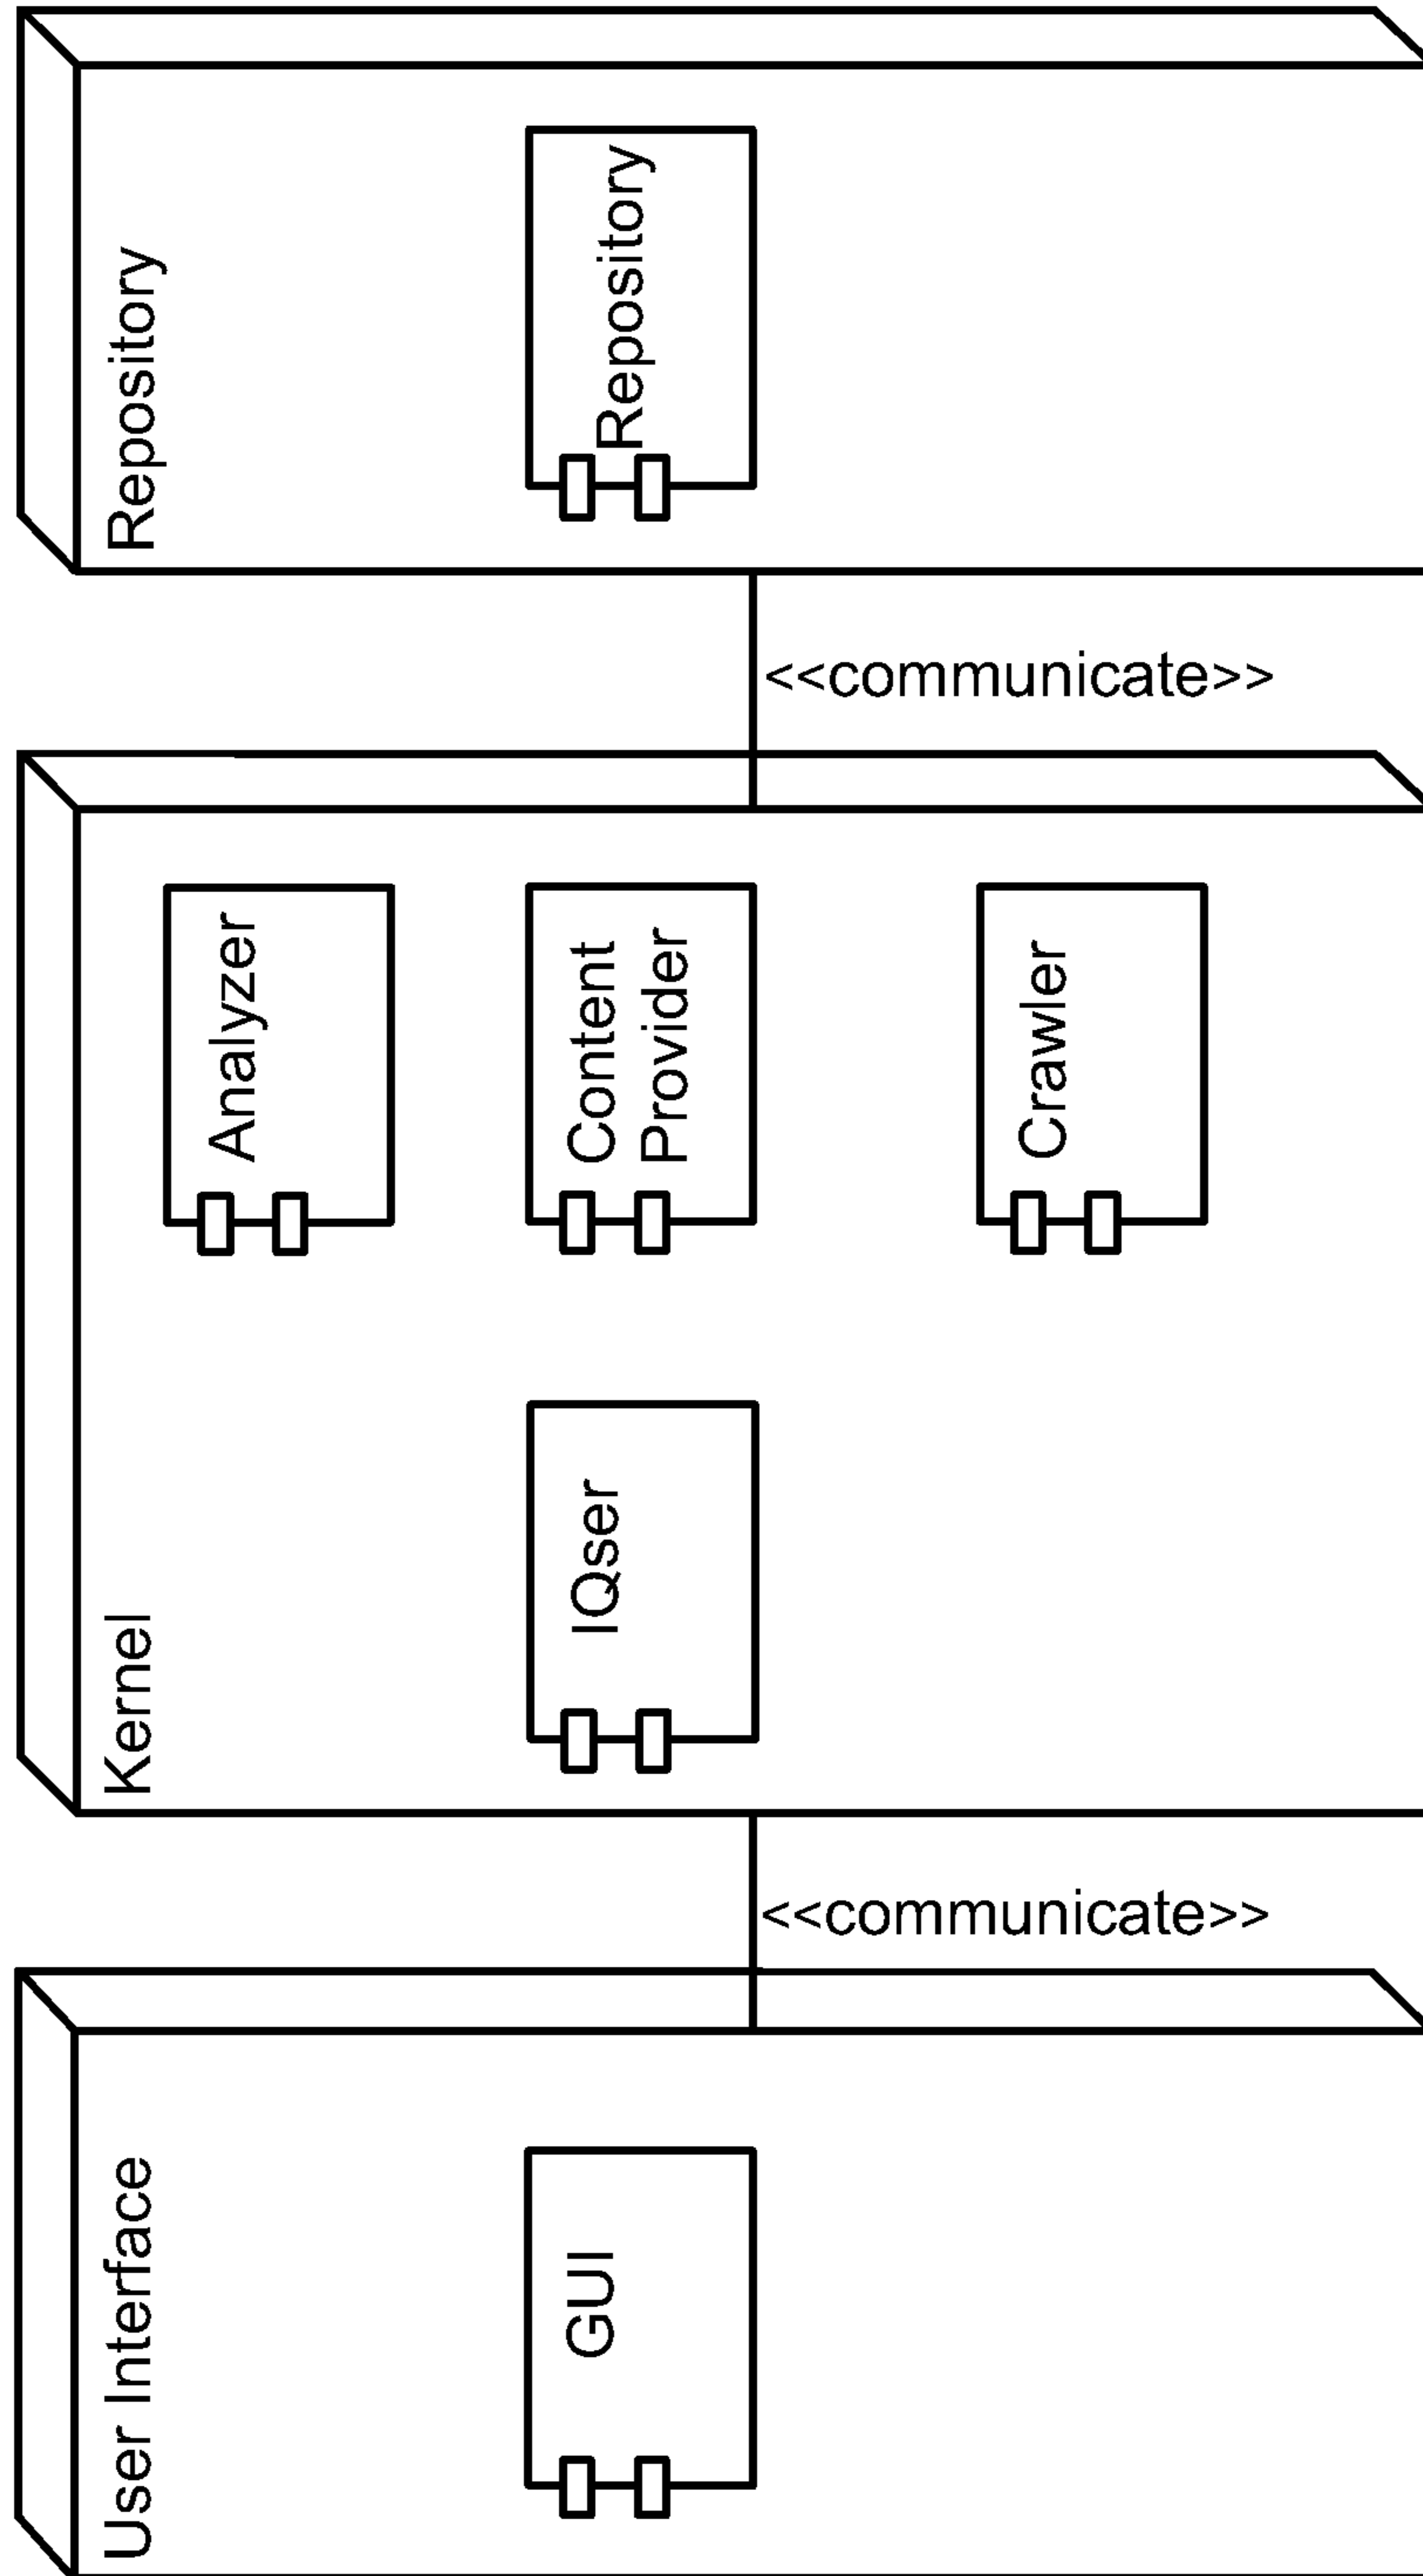 User Interface
GUI
<<communicate>>
Kernel
IQser
Analyzer
Content
Provider
Crawler
<<communicate>>
Repository
Repository